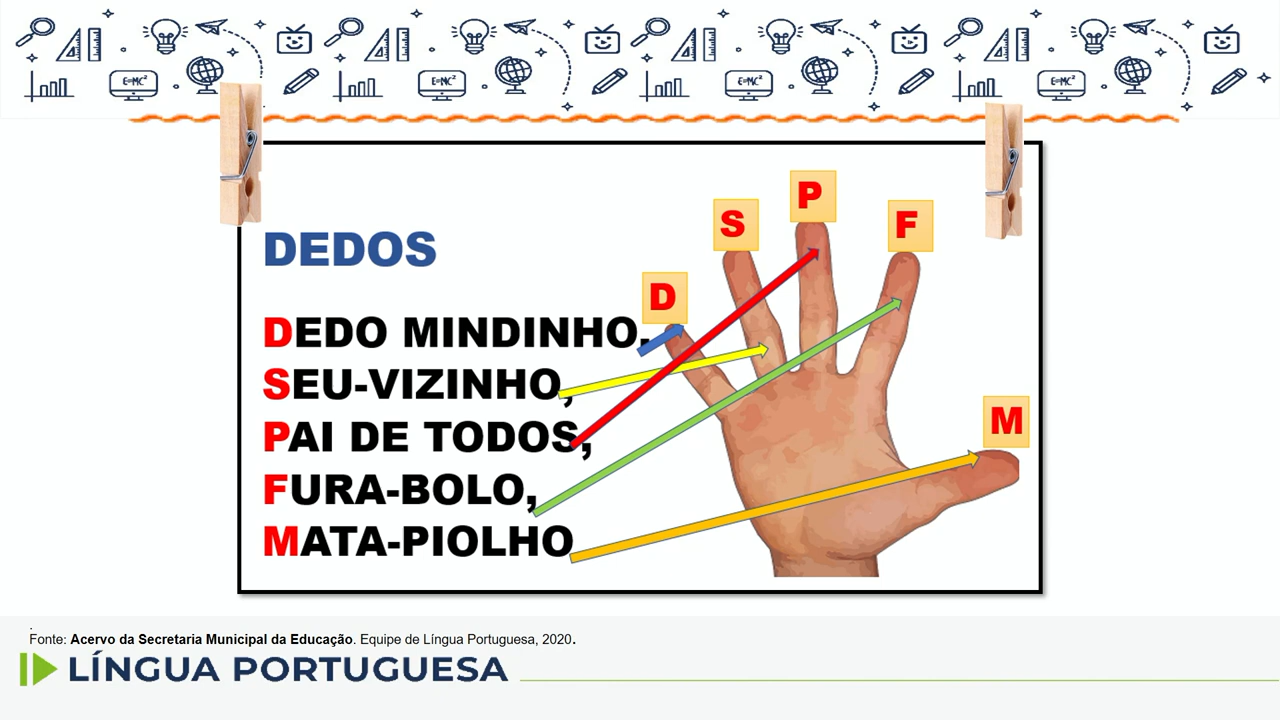 E=MC² E=MC² E=MC² E=MC²
DEDOS
DEDO MINDINHO,
SEU-VIZINHO,
PAI DE TODOS,
FURA-BOLO,
MATA-PIOLHO
D
S
P
F
M
.
Fonte: Acervo da Secretaria Municipal da Educação. Equipe de Língua Portuguesa, 2020.
LÍNGUA PORTUGUESA